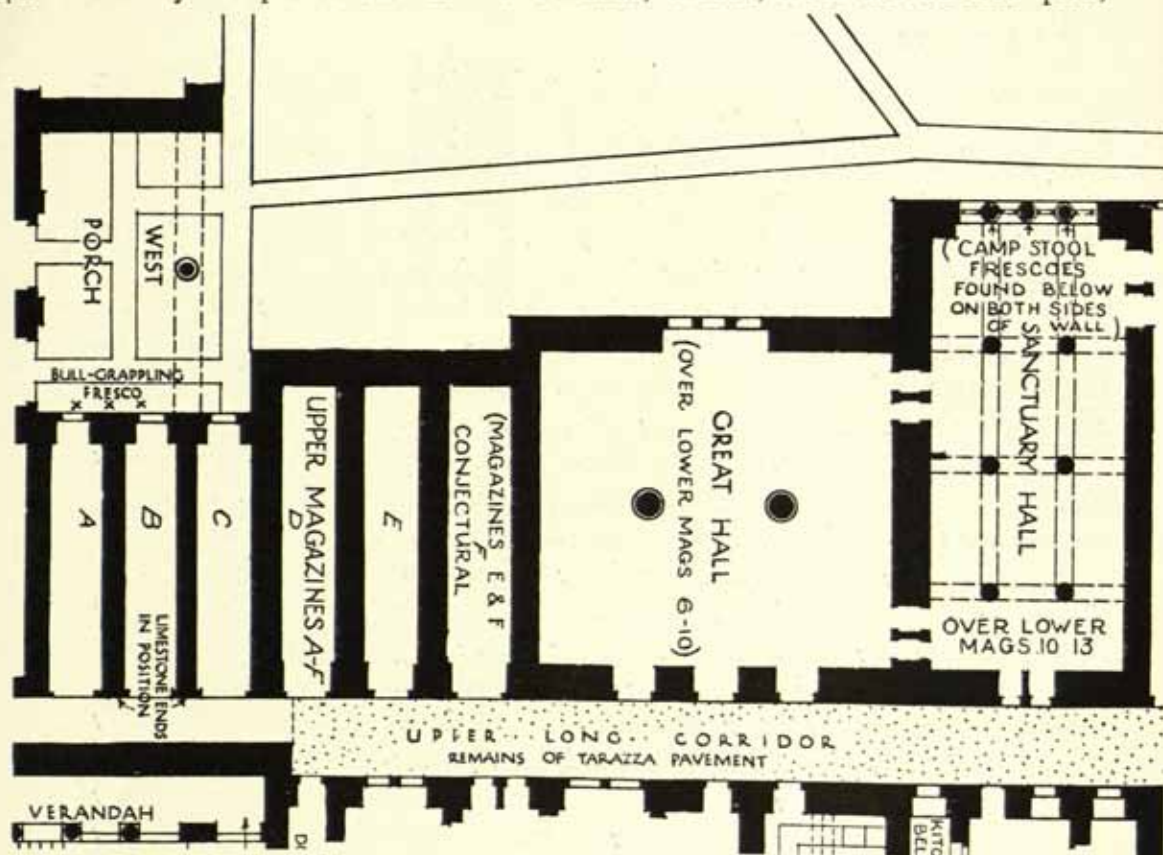 WEST
PORCH
BULL-GRAPPLING
FRESCO
x x x
A
B
C
LIMESTONE ENDS
IN POSITION
UPPER MAGAZINES A-F
D
E
(MAGAZINES E & F
F
CONJECTURAL
GREAT HALL
(OVER LOWER MAGS 6-10)
(CAMP STOOL
FRESCOES
FOUND BELOW
ON BOTH SIDES
OF WALL)
SANCTUARY HALL
OVER LOWER
MAGS. 10 13
UPPER LONG CORRIDOR
REMAINS OF TARAZZA PAVEMENT
VERANDAH